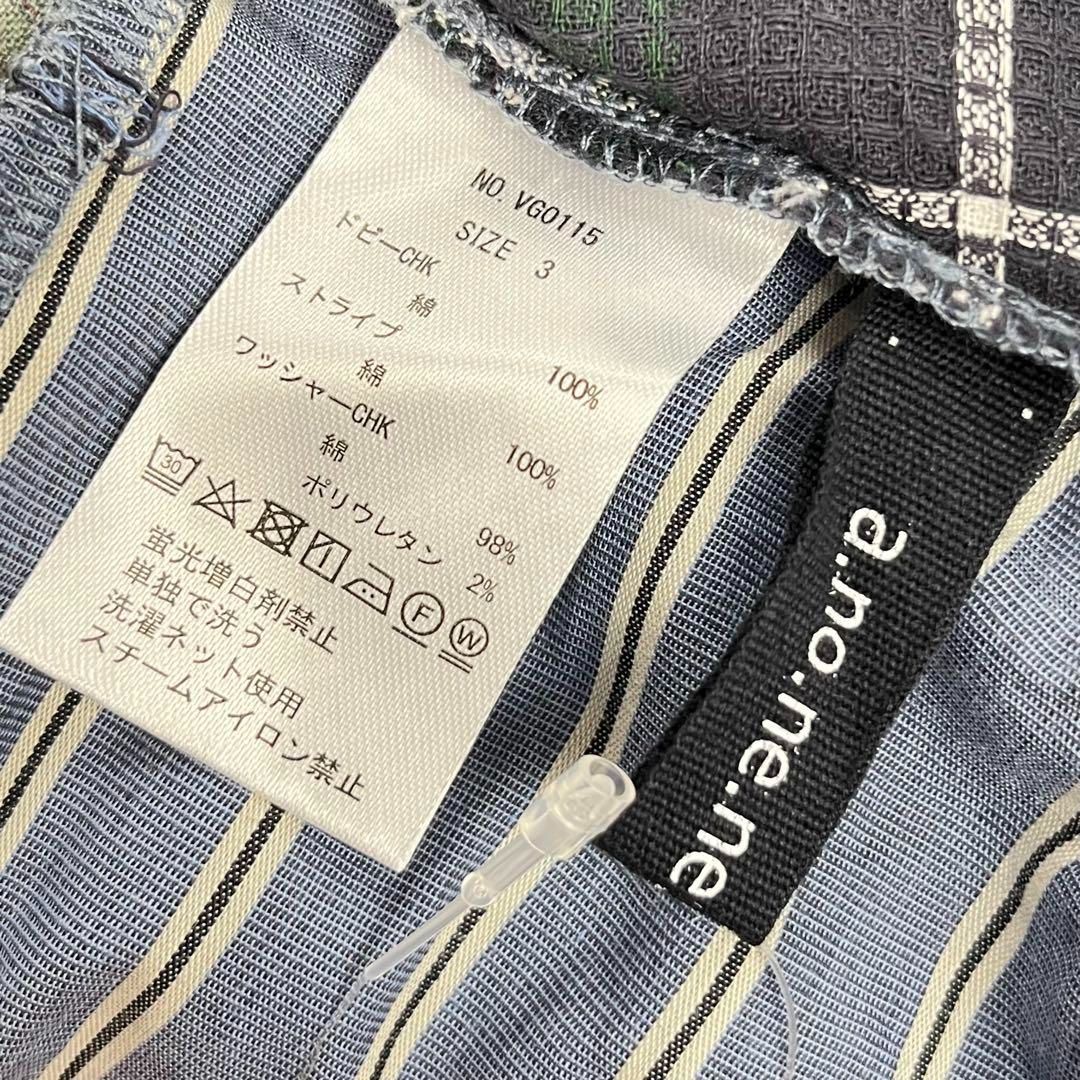 NO. VG0115
SIZE 3
ドビーCHK
綿 100%
ストライプ
綿 100%
ワッシャーCHK
綿 98%
ポリウレタン 2%
30
F W
蛍光増白剤禁止
単独で洗う
洗濯ネット使用
スチームアイロン禁止
a.no.ne.ne